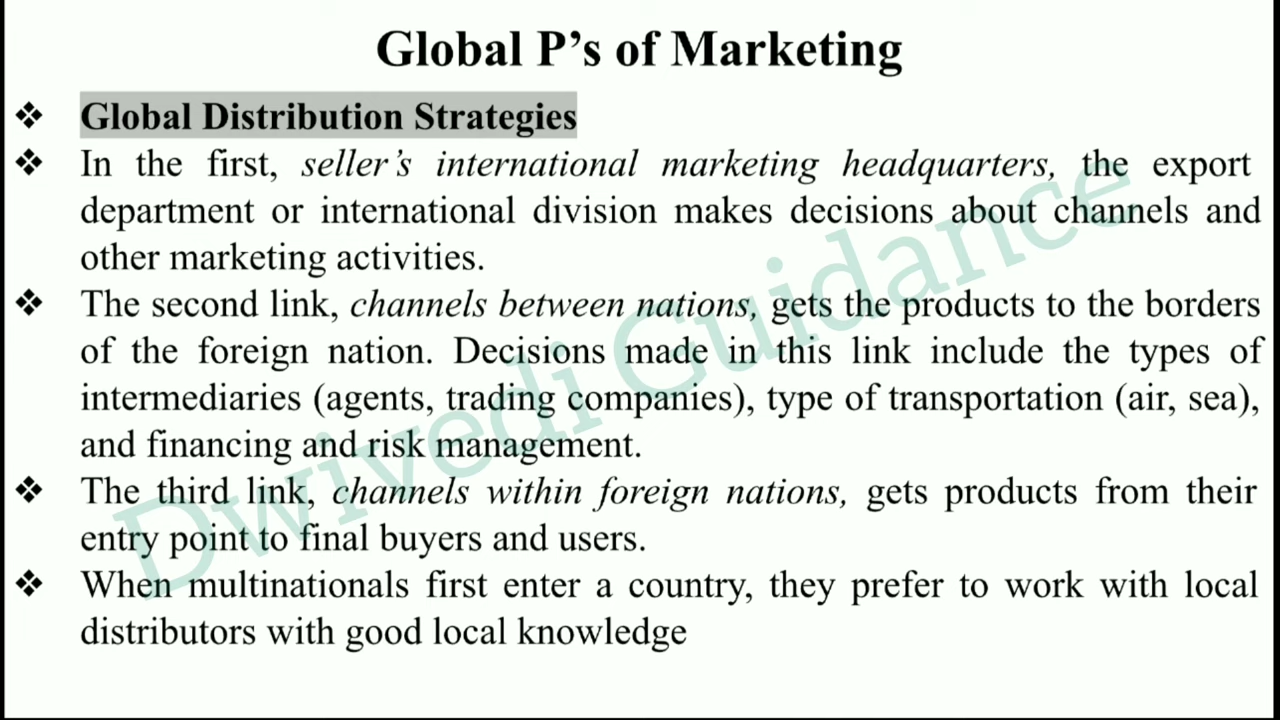 Global P’s of Marketing
❖ Global Distribution Strategies
❖ In the first, seller’s international marketing headquarters, the export
department or international division makes decisions about channels and
other marketing activities.
❖ The second link, channels between nations, gets the products to the borders
of the foreign nation. Decisions made in this link include the types of
intermediaries (agents, trading companies), type of transportation (air, sea),
and financing and risk management.
❖ The third link, channels within foreign nations, gets products from their
entry point to final buyers and users.
❖ When multinationals first enter a country, they prefer to work with local
distributors with good local knowledge
Dwivedi Guidance